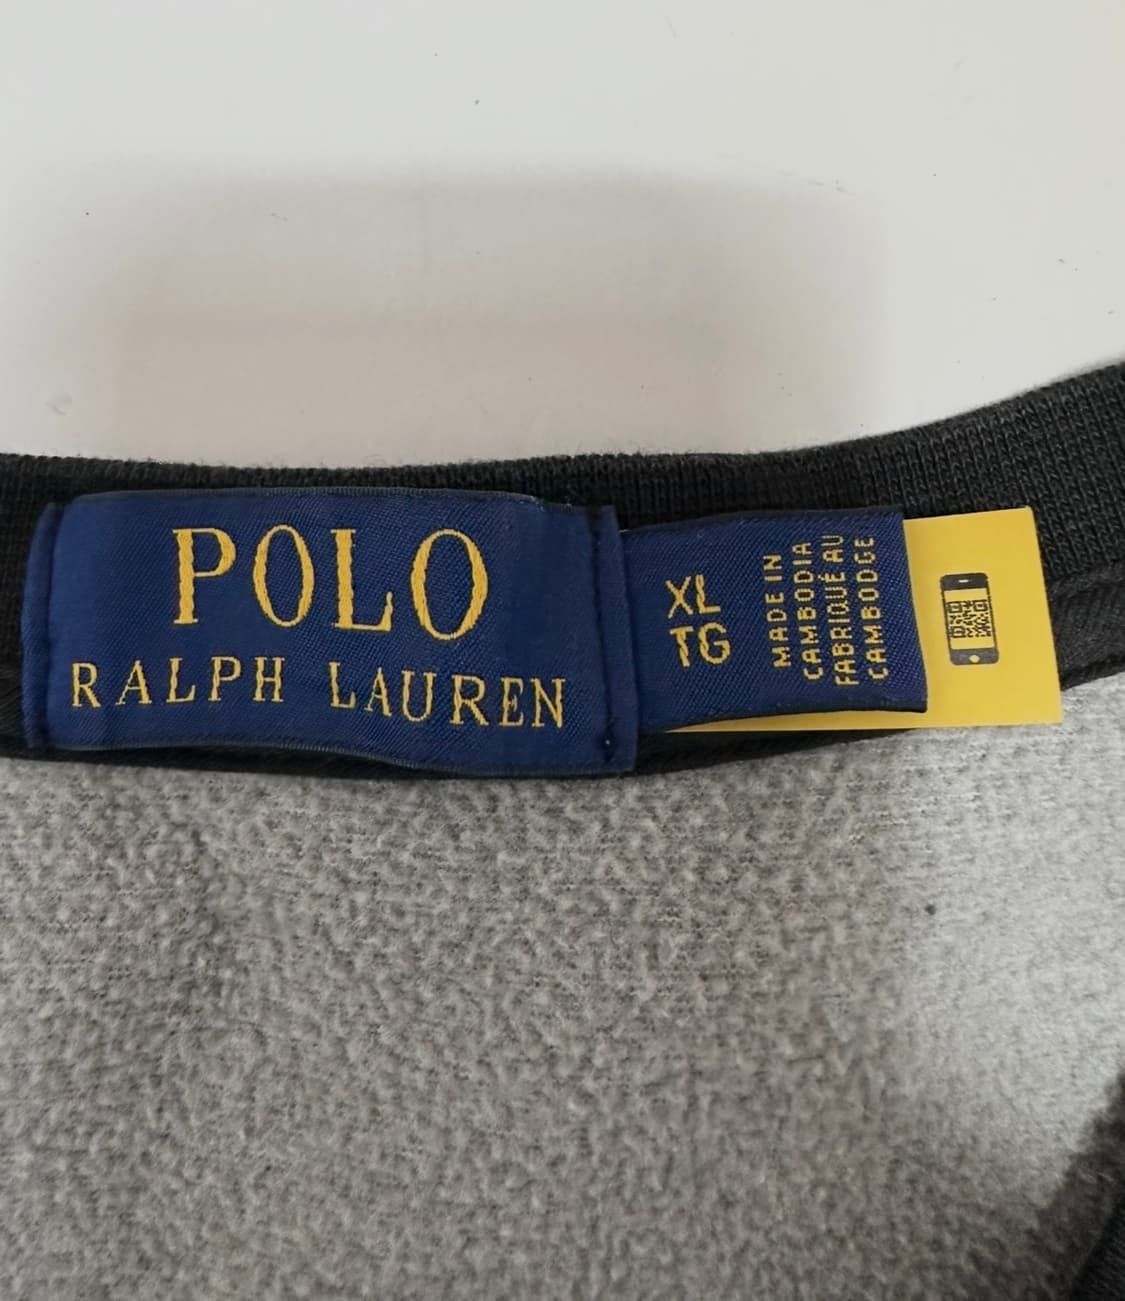 POLO
RALPH LAUREN
XL
TG
MADE IN
CAMBODIA
FABRIQUÉ AU
CAMBODGE